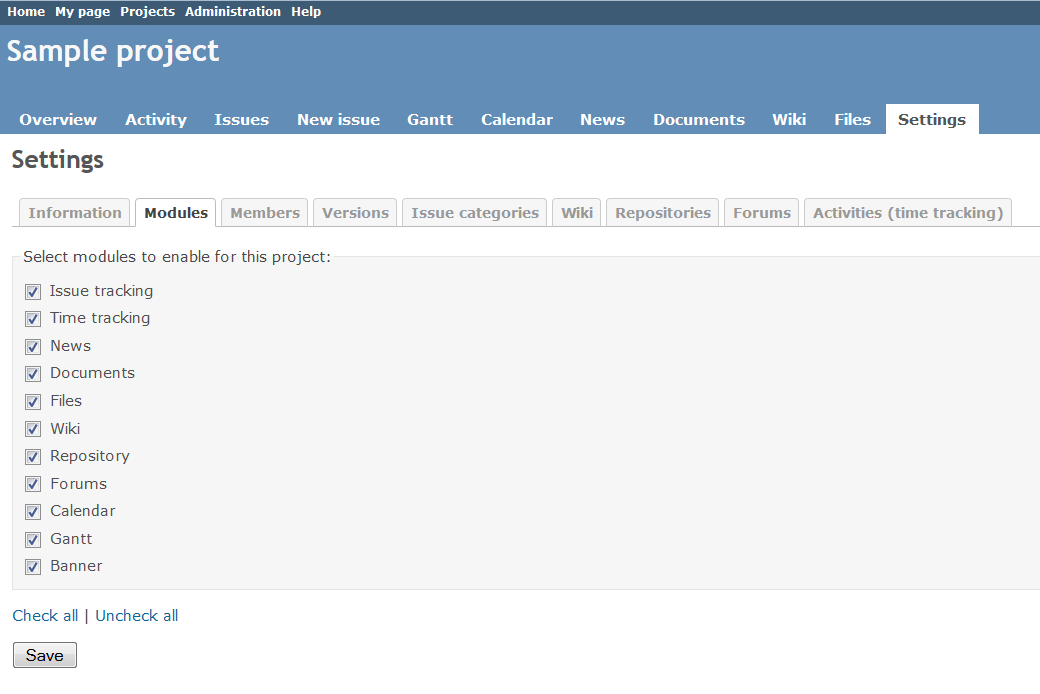 Home My page Projects Administration Help
Sample project
Overview Activity Issues New issue Gantt Calendar News Documents Wiki Files Settings
Settings
Information Modules Members Versions Issue categories Wiki Repositories Forums Activities (time tracking)
Select modules to enable for this project:
Issue tracking
Time tracking
News
Documents
Files
Wiki
Repository
Forums
Calendar
Gantt
Banner
Check all | Uncheck all
Save